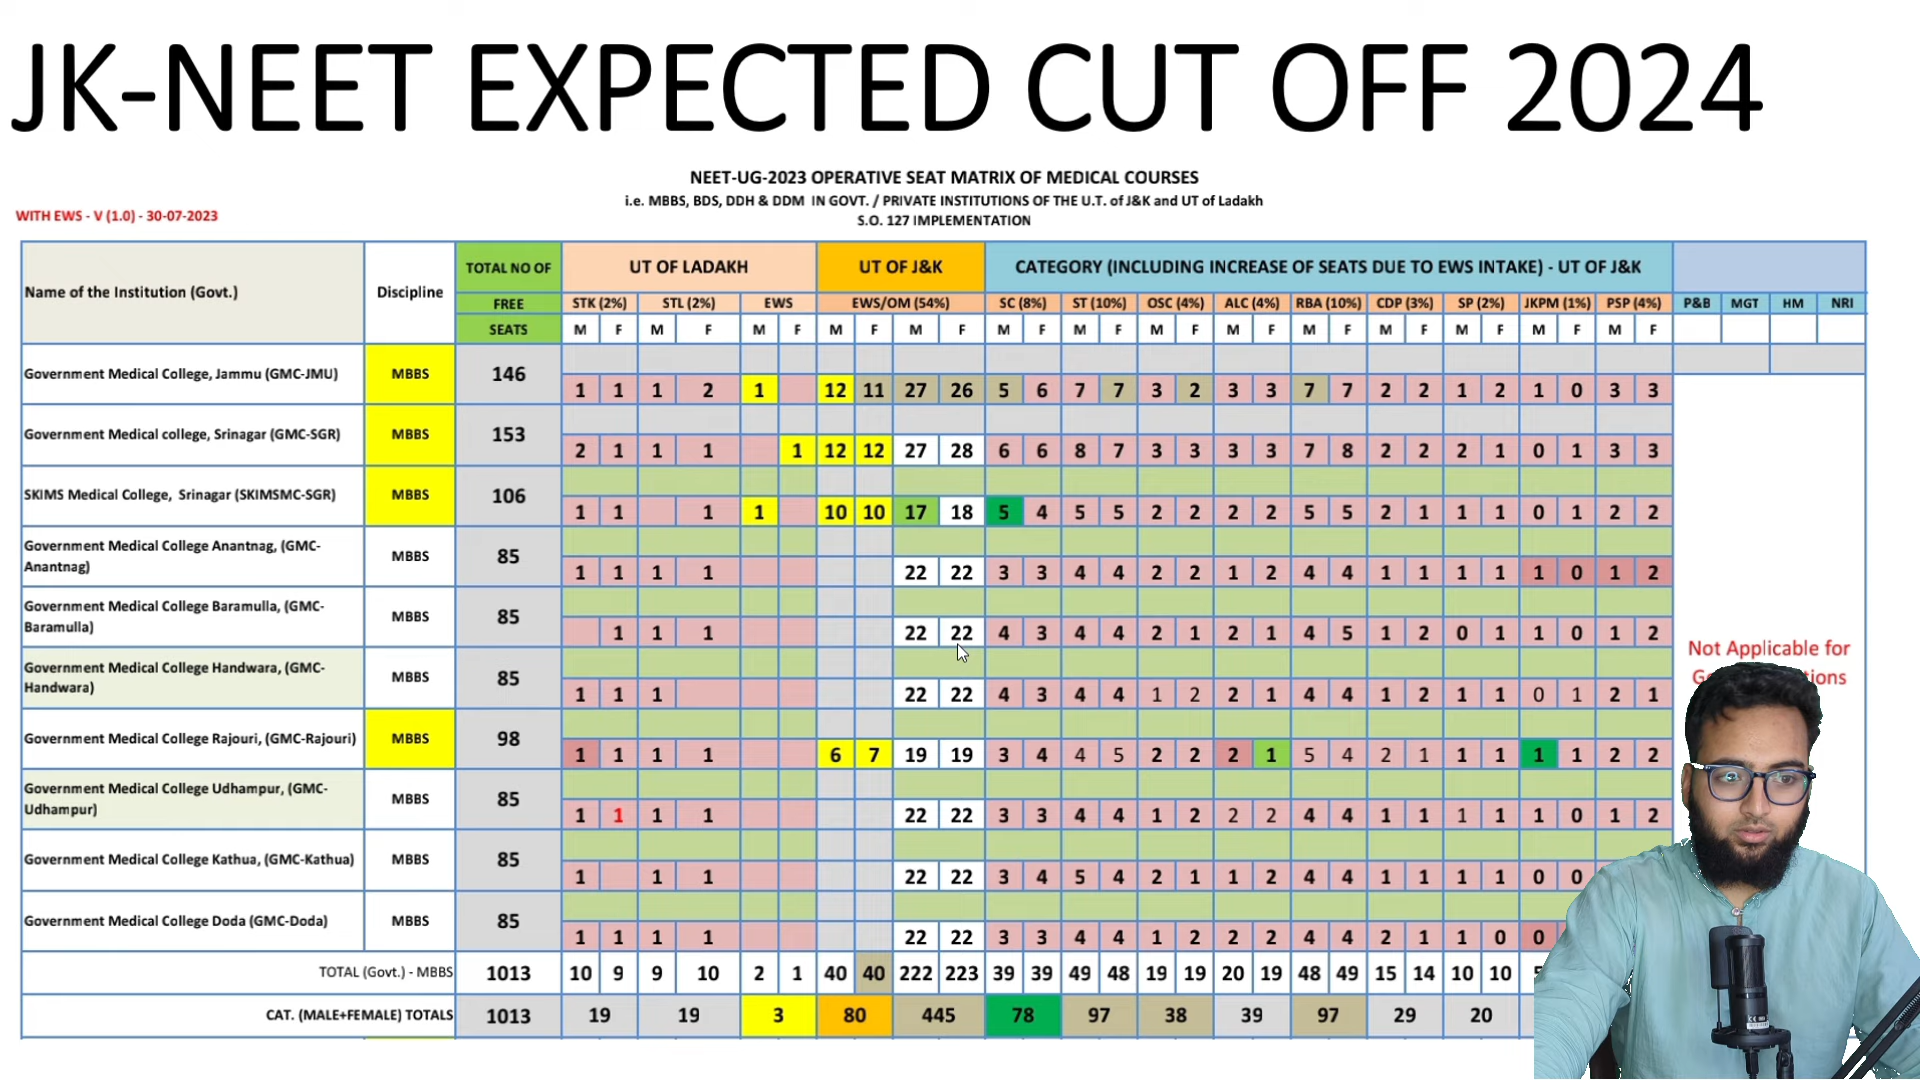 JK-NEET EXPECTED CUT OFF 2024
NEET-UG-2023 OPERATIVE SEAT MATRIX OF MEDICAL COURSES
i.e. MBBS, BDS, DDH & DDM IN GOVT. / PRIVATE INSTITUTIONS OF THE U.T. of J&K and UT of Ladakh
WITH EWS - V (1.0) - 30-07-2023
S.O. 127 IMPLEMENTATION
Name of the Institution (Govt.) Discipline TOTAL NO OF UT OF LADAKH UT OF J&K CATEGORY (INCLUDING INCREASE OF SEATS DUE TO EWS INTAKE) - UT OF J&K
FREE STK (2%) STL (2%) EWS EWS/OM (54%) SC (8%) ST (10%) OSC (4%) ALC (4%) RBA (10%) CDP (3%) SP (2%) JKPM (1%) PSP (4%) P&B MGT HM NRI
SEATS M F M F M F M F M F M F M F M F M F M F M F M F M F M F
Government Medical College, Jammu (GMC-JMU) MBBS 146
1 1 1 2 1 12 11 27 26 5 6 7 7 3 2 3 3 7 7 2 2 1 2 1 0 3 3
Government Medical college, Srinagar (GMC-SGR) MBBS 153
2 1 1 1 1 12 12 27 28 6 6 8 7 3 3 3 3 7 8 2 2 2 1 0 1 3 3
SKIMS Medical College, Srinagar (SKIMSMC-SGR) MBBS 106
1 1 1 1 10 10 17 18 5 4 5 5 2 2 2 2 5 5 2 1 1 1 0 1 2 2
Government Medical College Anantnag, (GMC-
Anantnag) MBBS 85
1 1 1 1 22 22 3 3 4 4 2 2 1 2 4 4 1 1 1 1 1 0 1 2
Government Medical College Baramulla, (GMC-
Baramulla) MBBS 85
1 1 1 22 22 4 3 4 4 2 1 2 1 4 5 1 2 0 1 1 0 1 2
Not Applicable for
Government Medical College Handwara, (GMC-
Handwara) MBBS 85
1 1 1 22 22 4 3 4 4 1 2 2 1 4 4 1 2 1 1 0 1 2 1
Government Medical College Rajouri, (GMC-Rajouri) MBBS 98
1 1 1 1 6 7 19 19 3 4 4 5 2 2 2 1 5 4 2 1 1 1 1 1 2 2
Government Medical College Udhampur, (GMC-
Udhampur) MBBS 85
1 1 1 1 22 22 3 3 4 4 1 2 2 2 4 4 1 1 1 1 1 0 1 2
Government Medical College Kathua, (GMC-Kathua) MBBS 85
1 1 1 22 22 3 4 5 4 2 1 1 2 4 4 1 1 1 1 0 0
Government Medical College Doda (GMC-Doda) MBBS 85
1 1 1 1 22 22 3 3 4 4 1 2 2 2 4 4 2 1 1 0 0
TOTAL (Govt.) - MBBS 1013 10 9 9 10 2 1 40 40 222 223 39 39 49 48 19 19 20 19 48 49 15 14 10 10
CAT. (MALE+FEMALE) TOTALS 1013 19 19 3 80 445 78 97 38 39 97 29 20